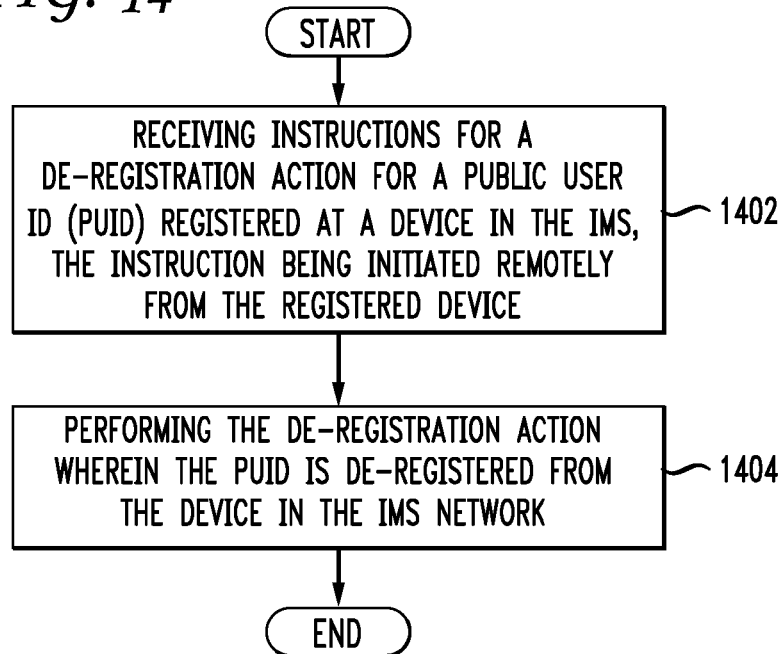 Fig. 14
START
RECEIVING INSTRUCTIONS FOR A
DE-REGISTRATION ACTION FOR A PUBLIC USER
ID (PUID) REGISTERED AT A DEVICE IN THE IMS,
THE INSTRUCTION BEING INITIATED REMOTELY
FROM THE REGISTERED DEVICE
1402
PERFORMING THE DE-REGISTRATION ACTION
WHEREIN THE PUID IS DE-REGISTERED FROM
THE DEVICE IN THE IMS NETWORK
1404
END